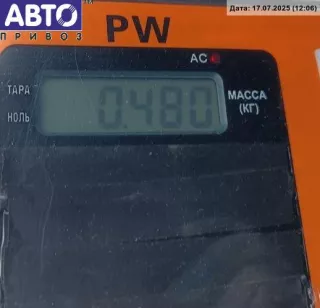 АВТО
ПРИВОЗ
Дата: 17.07.2025 (12:06)
PW
AC
ТАРА
НОЛЬ
0.480
МАССА
(КГ)